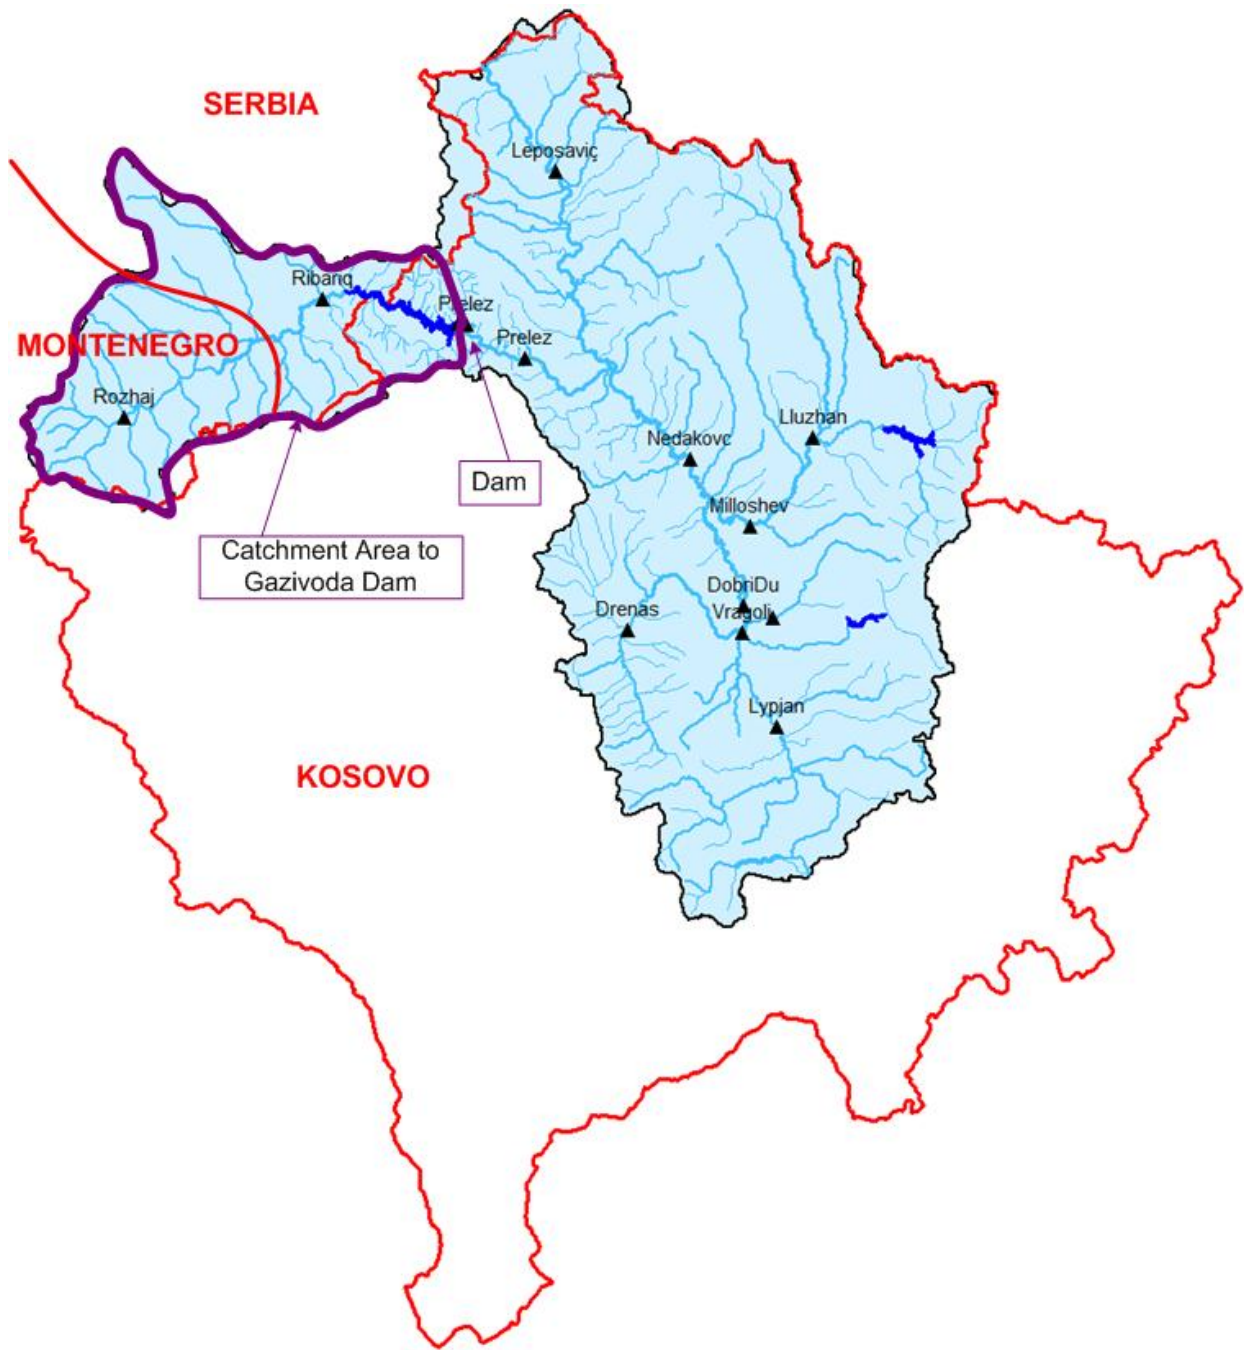 SERBIA
Leposaviç
Ribariq
Prelez
MONTENEGRO
Prelez
Rozhaj
Lluzhan
Nedakovc
Dam
Milloshev
Catchment Area to
Gazivoda Dam
DobriDu
Drenas
Vragoli
Lypjan
KOSOVO